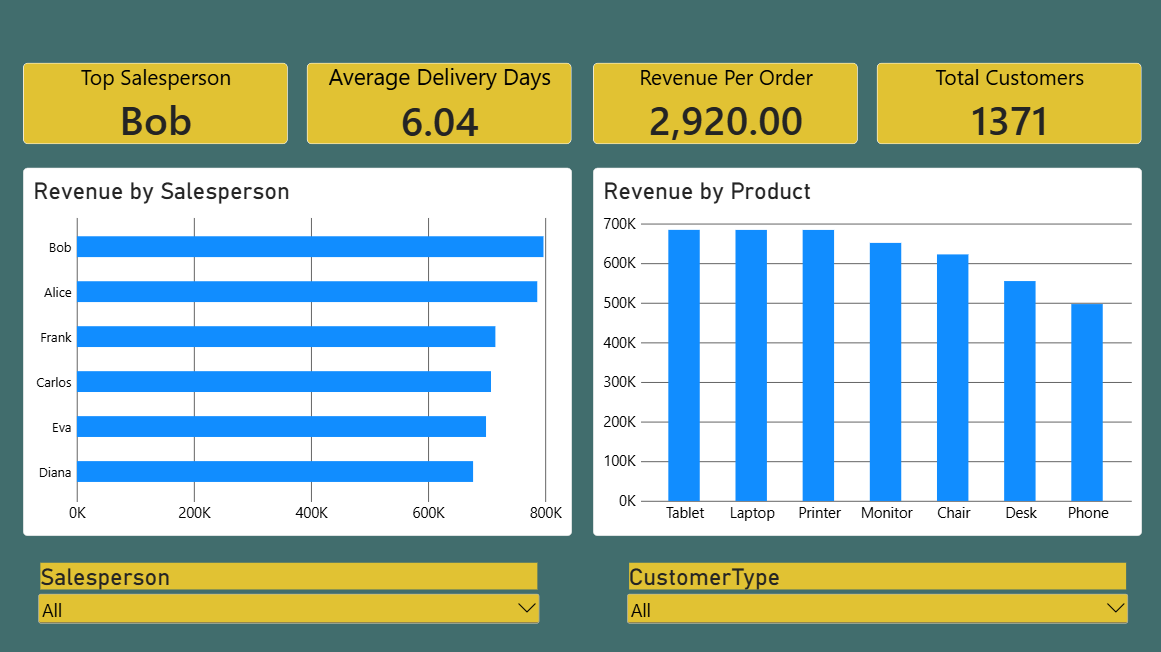 Top Salesperson
Bob
Average Delivery Days
6.04
Revenue Per Order
2,920.00
Total Customers
1371
Revenue by Salesperson
Bob
Alice
Frank
Carlos
Eva
Diana
0K 200K 400K 600K 800K
Revenue by Product
700K
600K
500K
400K
300K
200K
100K
0K
Tablet Laptop Printer Monitor Chair Desk Phone
Salesperson
All
CustomerType
All